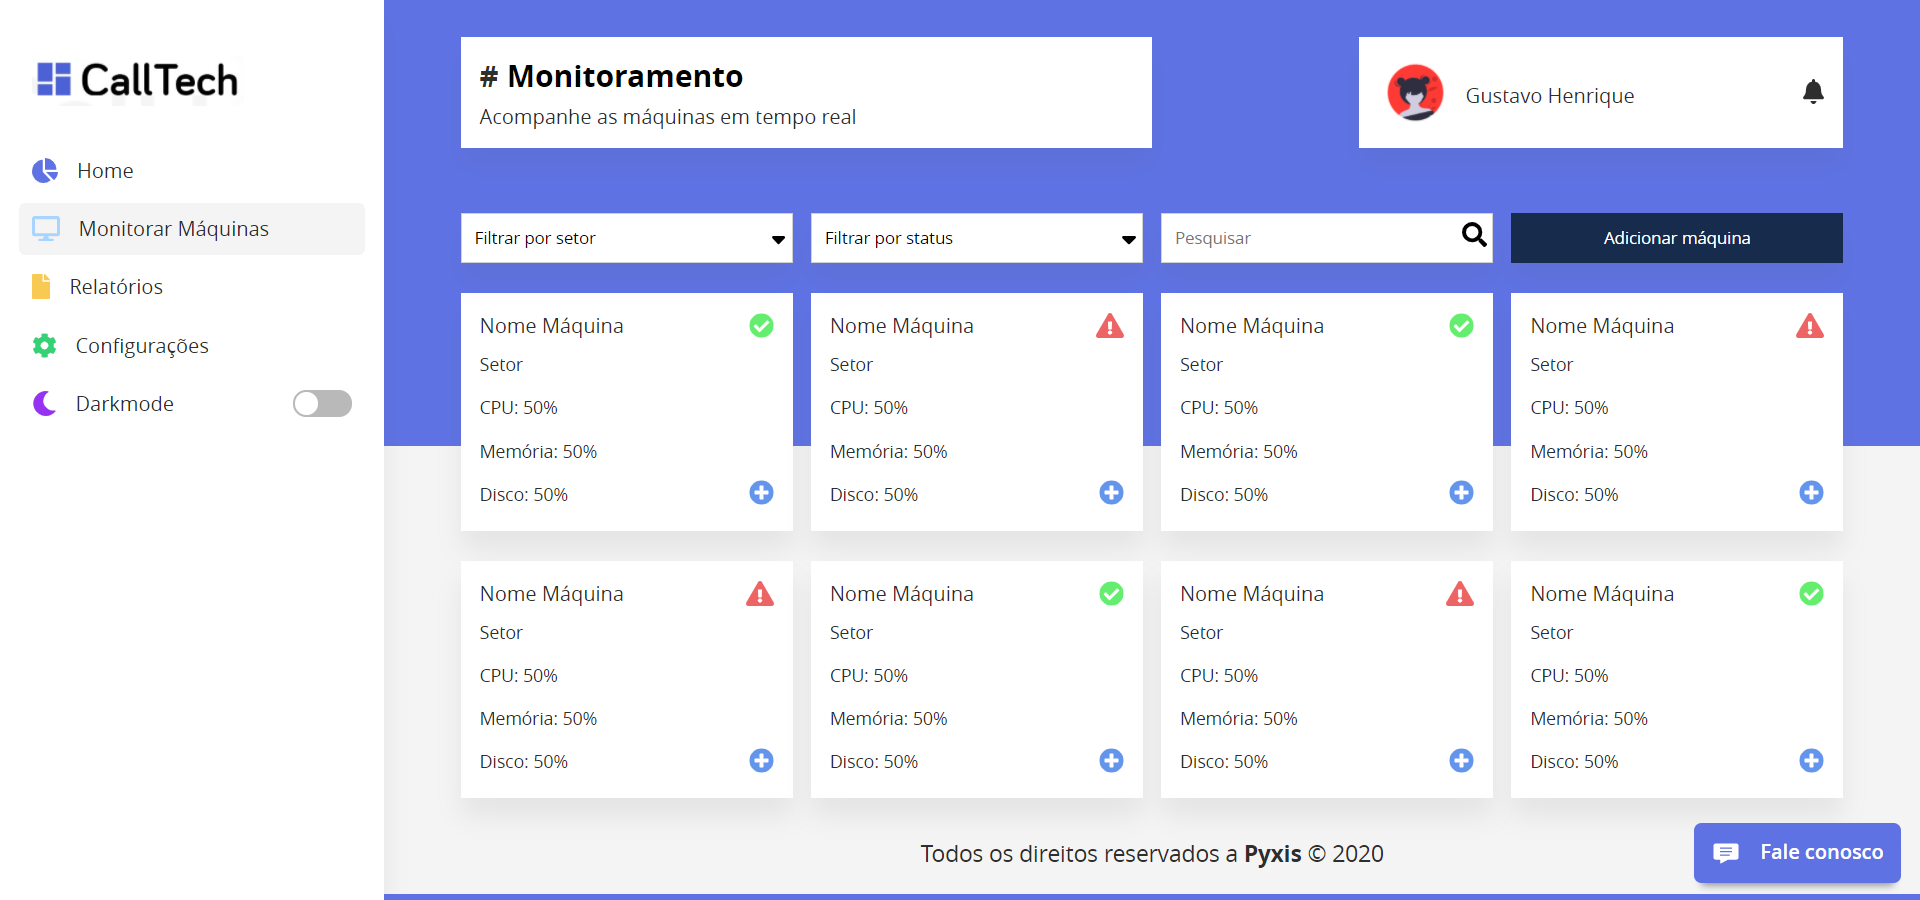 CallTech
Home
Monitorar Máquinas
Relatórios
Configurações
Darkmode
# Monitoramento
Acompanhe as máquinas em tempo real
Gustavo Henrique
Filtrar por setor
Filtrar por status
Pesquisar
Adicionar máquina
Nome Máquina
Setor
CPU: 50%
Memória: 50%
Disco: 50%
Nome Máquina
Setor
CPU: 50%
Memória: 50%
Disco: 50%
Nome Máquina
Setor
CPU: 50%
Memória: 50%
Disco: 50%
Nome Máquina
Setor
CPU: 50%
Memória: 50%
Disco: 50%
Nome Máquina
Setor
CPU: 50%
Memória: 50%
Disco: 50%
Nome Máquina
Setor
CPU: 50%
Memória: 50%
Disco: 50%
Nome Máquina
Setor
CPU: 50%
Memória: 50%
Disco: 50%
Nome Máquina
Setor
CPU: 50%
Memória: 50%
Disco: 50%
Todos os direitos reservados a Pyxis © 2020
Fale conosco